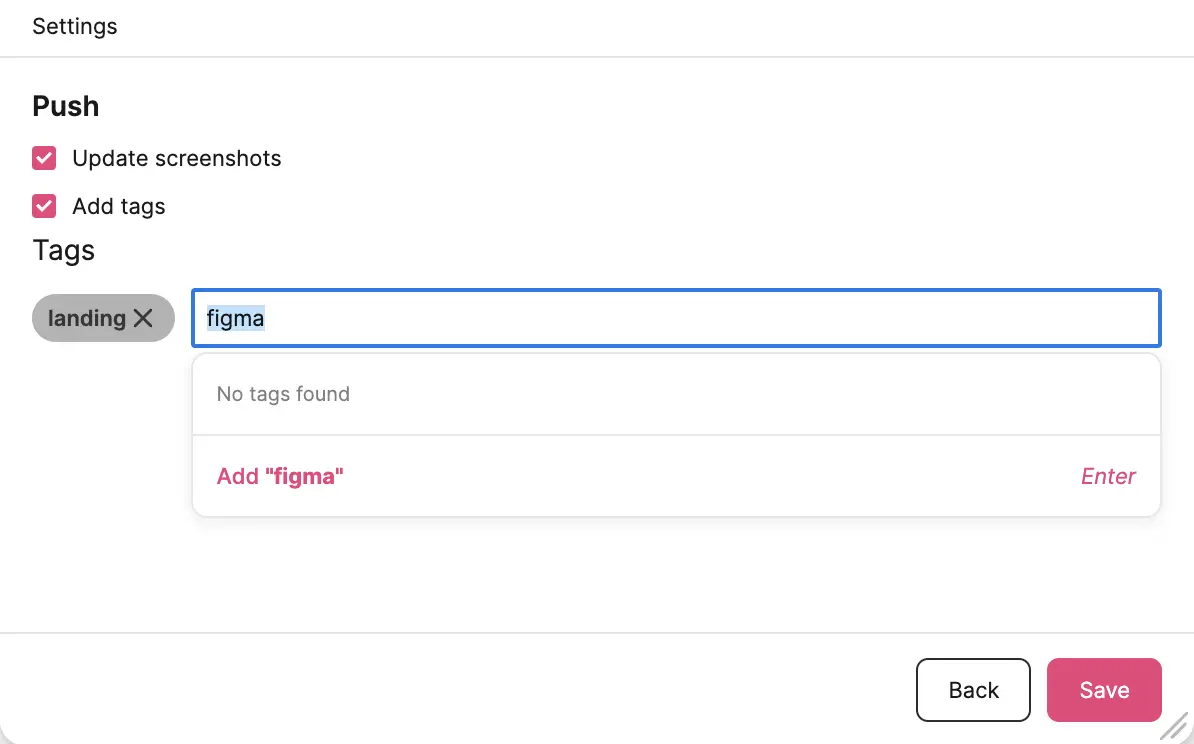 Settings
Push
Update screenshots
Add tags
Tags
landing figma
No tags found
Add "figma" Enter
Back Save